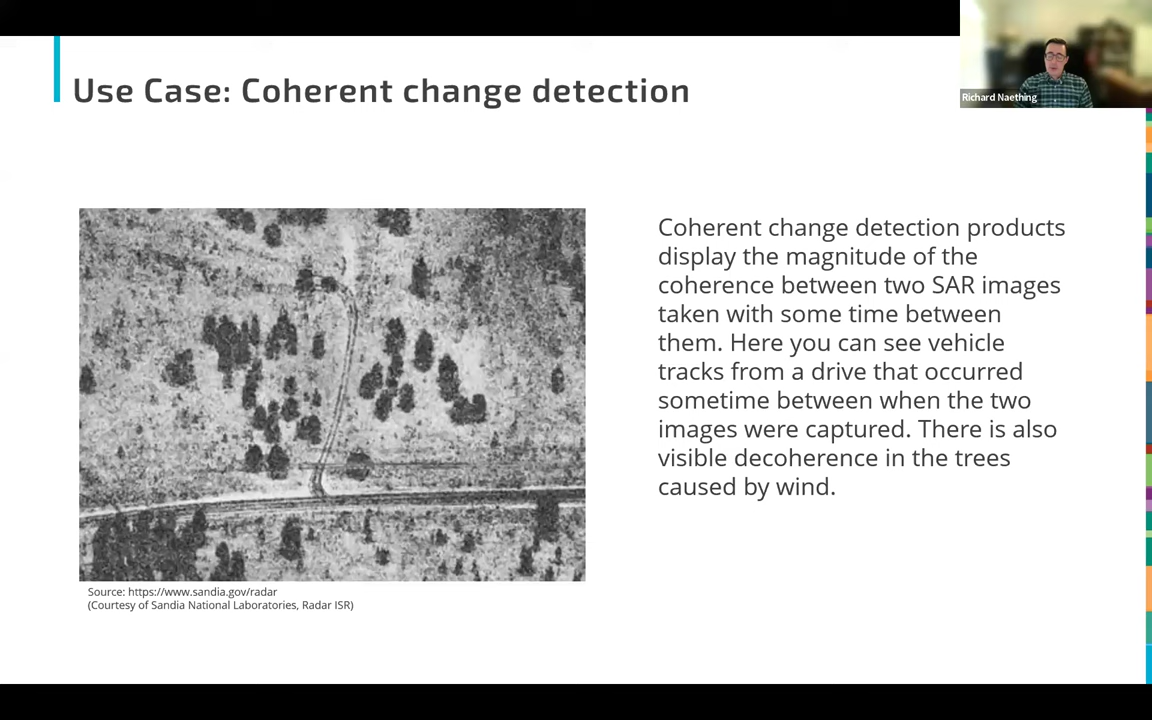 Richard Naething
Use Case: Coherent change detection
Coherent change detection products
display the magnitude of the
coherence between two SAR images
taken with some time between
them. Here you can see vehicle
tracks from a drive that occurred
sometime between when the two
images were captured. There is also
visible decoherence in the trees
caused by wind.
Source: https://www.sandia.gov/radar
(Courtesy of Sandia National Laboratories, Radar ISR)